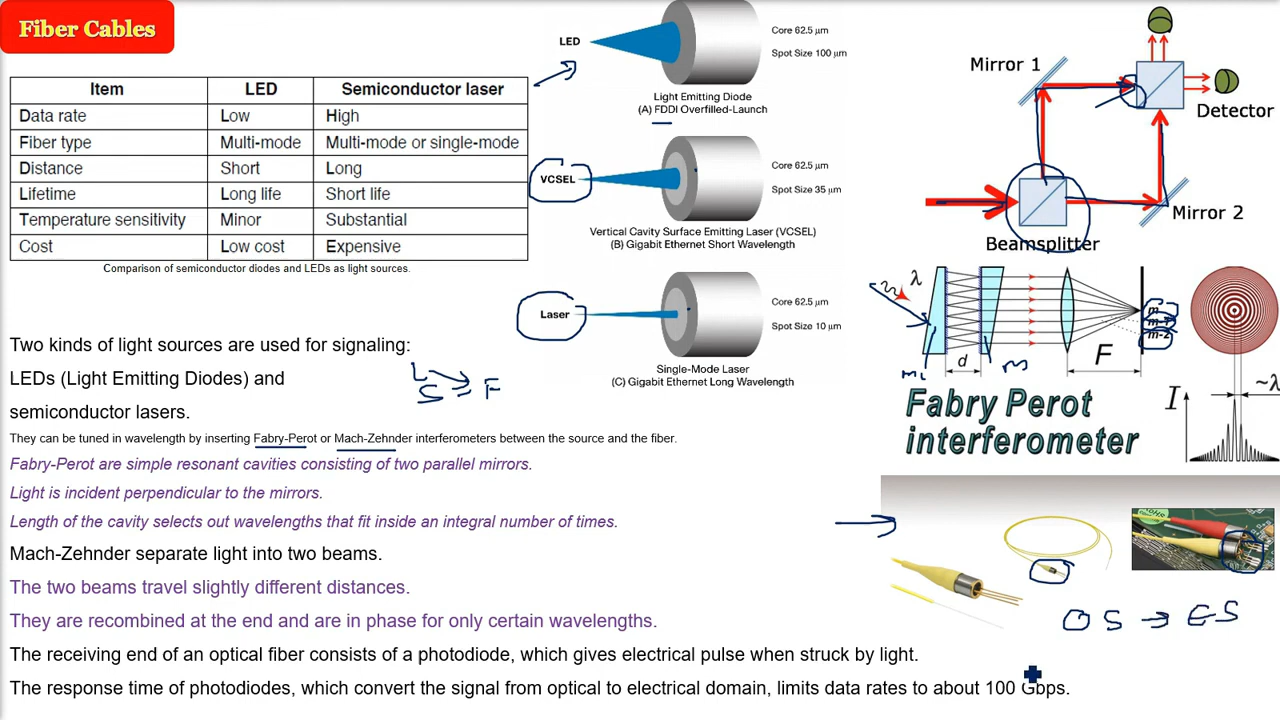 Fiber Cables
Item LED Semiconductor laser
Data rate Low High
Fiber type Multi-mode Multi-mode or single-mode
Distance Short Long
Lifetime Long life Short life
Temperature sensitivity Minor Substantial
Cost Low cost Expensive
Comparison of semiconductor diodes and LEDs as light sources.
LED
Core 62.5 µm
Spot Size 100 µm
Light Emitting Diode
(A) FDDI Overfilled-Launch
VCSEL
Core 62.5 µm
Spot Size 35 µm
Vertical Cavity Surface Emitting Laser (VCSEL)
(B) Gigabit Ethernet Short Wavelength
Laser
Core 62.5 µm
Spot Size 10 µm
Single-Mode Laser
(C) Gigabit Ethernet Long Wavelength
Mirror 1
Detector
Mirror 2
Beamsplitter
λ
m
m-1
m-2
d
F
Fabry Perot
interferometer
I
~λ
Two kinds of light sources are used for signaling:
LEDs (Light Emitting Diodes) and
semiconductor lasers.
L
S → F
They can be tuned in wavelength by inserting Fabry-Perot or Mach-Zehnder interferometers between the source and the fiber.
Fabry-Perot are simple resonant cavities consisting of two parallel mirrors.
Light is incident perpendicular to the mirrors.
Length of the cavity selects out wavelengths that fit inside an integral number of times.
Mach-Zehnder separate light into two beams.
The two beams travel slightly different distances.
They are recombined at the end and are in phase for only certain wavelengths.
O S → E S
The receiving end of an optical fiber consists of a photodiode, which gives electrical pulse when struck by light.
The response time of photodiodes, which convert the signal from optical to electrical domain, limits data rates to about 100 Gbps.